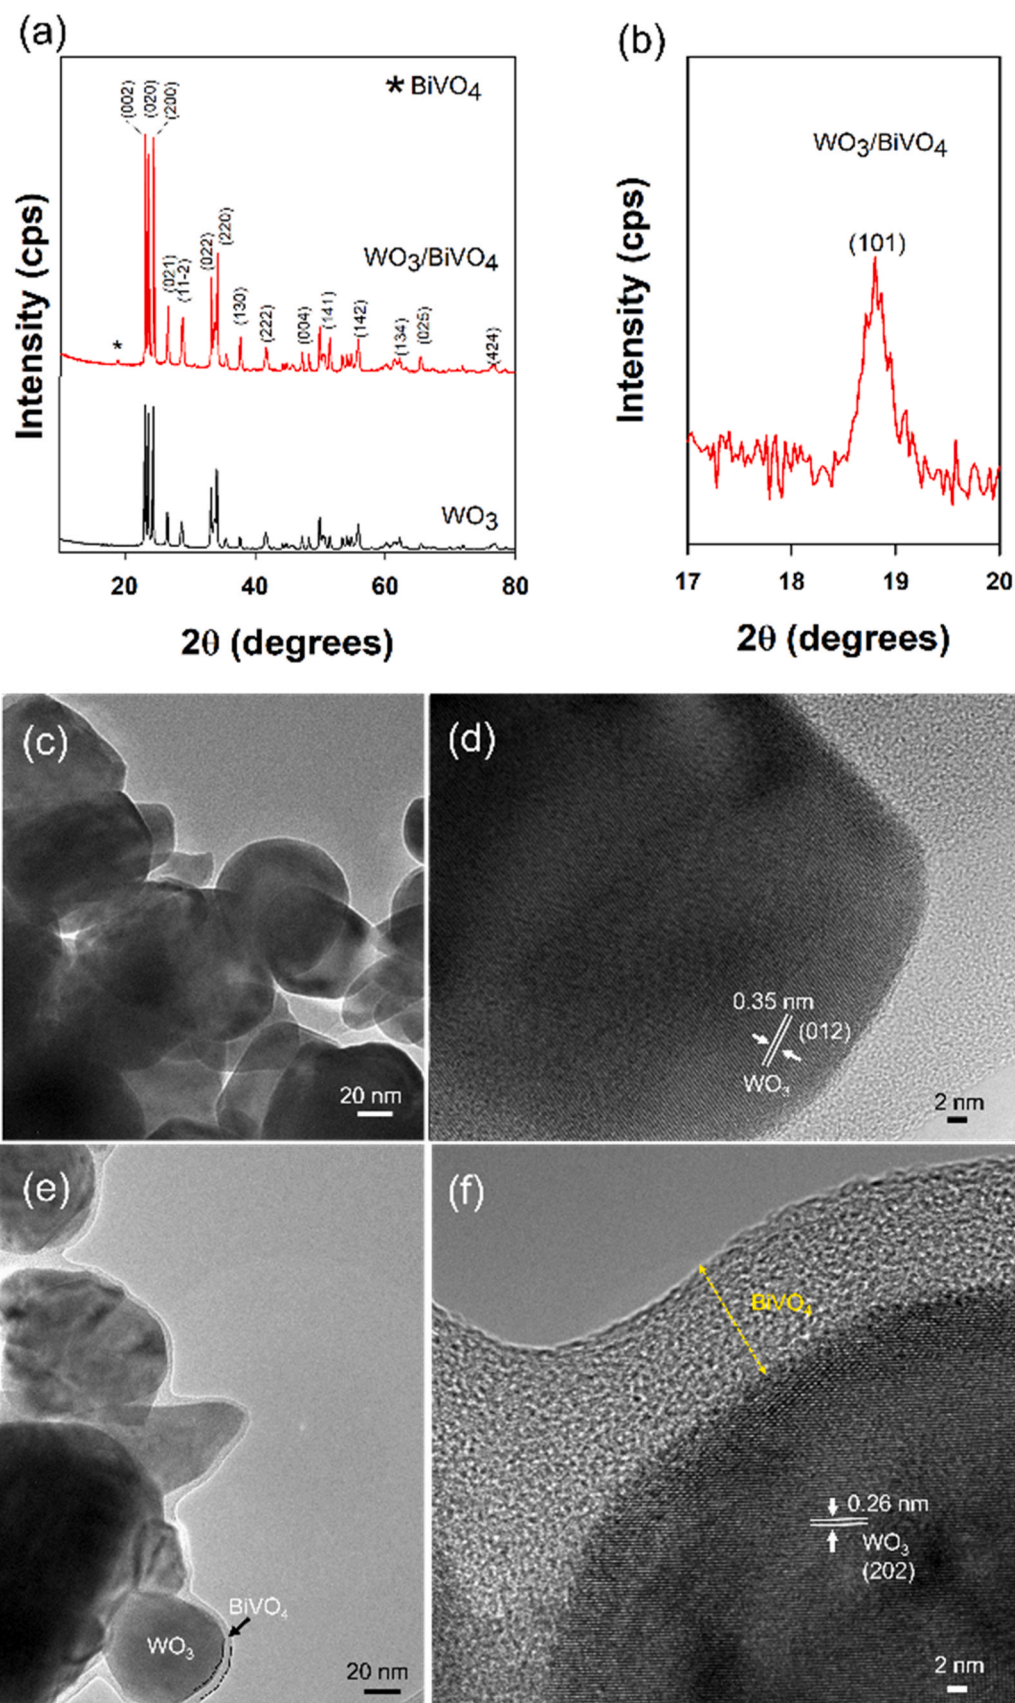 (a)
* BiVO₄
(002)
(020)
(200)
(021)
(11-2)
(022)
(220)
(130)
(222)
(004)
(141)
(142)
(134)
(025)
(424)
*
WO₃/BiVO₄
WO₃
Intensity (cps)
20 40 60 80
2θ (degrees)
(b)
WO₃/BiVO₄
(101)
Intensity (cps)
17 18 19 20
2θ (degrees)
(c)
20 nm
(d)
0.35 nm
(012)
WO₃
2 nm
(e)
BiVO₄
WO₃
20 nm
(f)
BiVO₄
0.26 nm
WO₃
(202)
2 nm